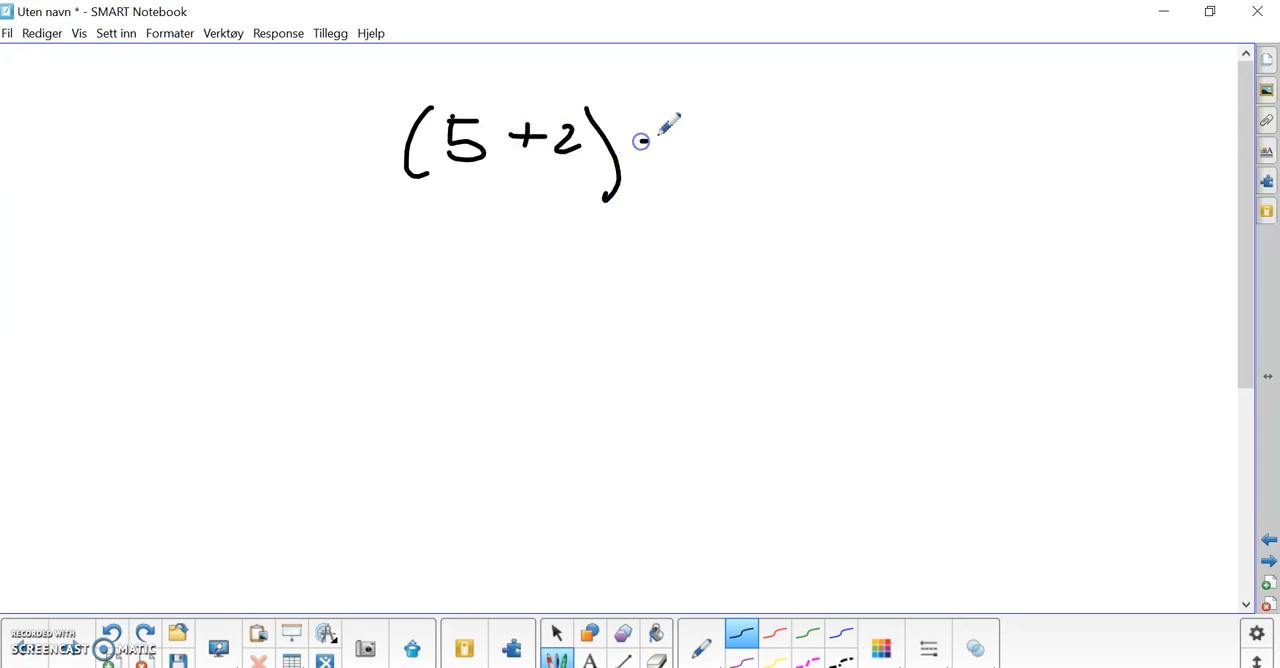 Uten navn * - SMART Notebook
Fil Rediger Vis Sett inn Formater Verktøy Response Tillegg Hjelp
(5 + 2) ·
RECORDED WITH
SCREENCAST MATIC